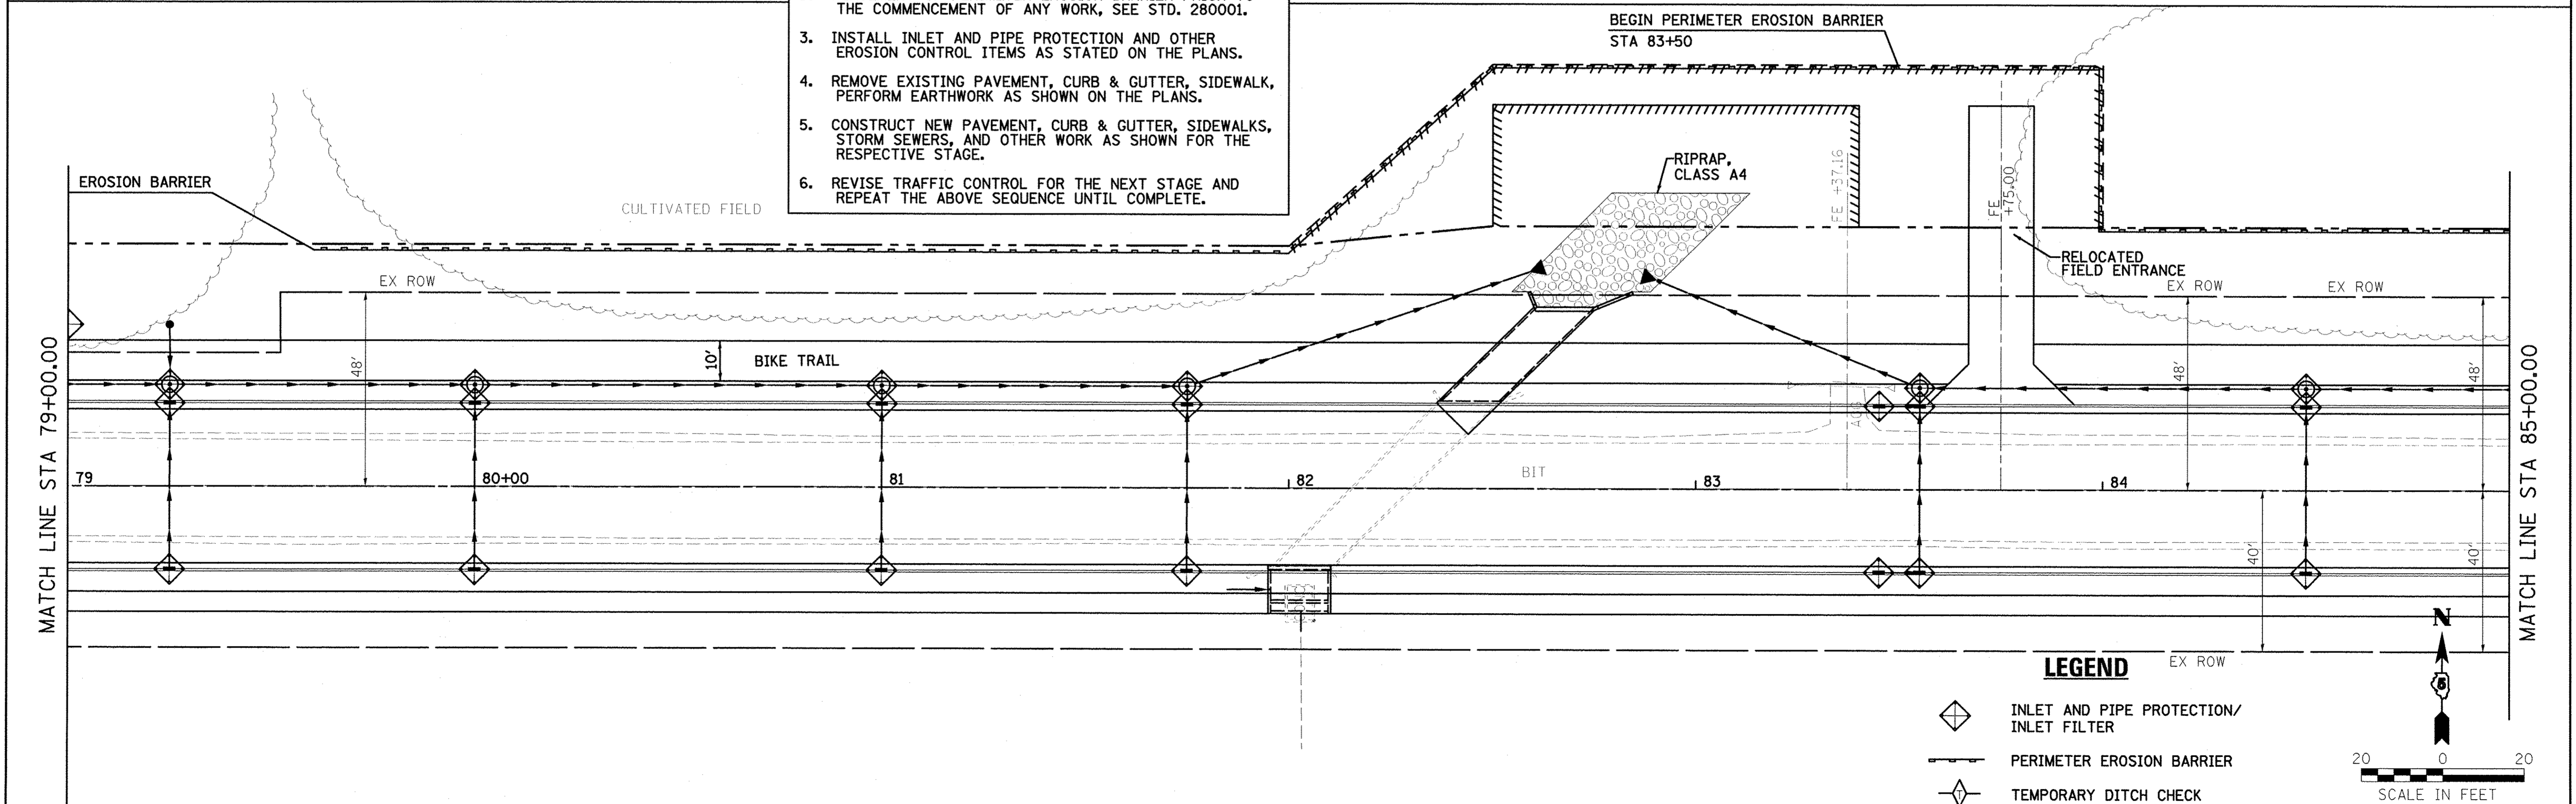 THE COMMENCEMENT OF ANY WORK, SEE STD. 280001.
3. INSTALL INLET AND PIPE PROTECTION AND OTHER
EROSION CONTROL ITEMS AS STATED ON THE PLANS.
4. REMOVE EXISTING PAVEMENT, CURB & GUTTER, SIDEWALK,
PERFORM EARTHWORK AS SHOWN ON THE PLANS.
5. CONSTRUCT NEW PAVEMENT, CURB & GUTTER, SIDEWALKS,
STORM SEWERS, AND OTHER WORK AS SHOWN FOR THE
RESPECTIVE STAGE.
6. REVISE TRAFFIC CONTROL FOR THE NEXT STAGE AND
REPEAT THE ABOVE SEQUENCE UNTIL COMPLETE.
BEGIN PERIMETER EROSION BARRIER
STA 83+50
EROSION BARRIER
CULTIVATED FIELD
RIPRAP,
CLASS A4
FE +37.16
FE
+75.00
RELOCATED
FIELD ENTRANCE
EX ROW
EX ROW
EX ROW
48'
10'
BIKE TRAIL
48'
48'
MATCH LINE STA 79+00.00
MATCH LINE STA 85+00.00
AGG
BIT
79
80+00
81
82
83
84
40'
40'
EX ROW
N
5
LEGEND
INLET AND PIPE PROTECTION/
INLET FILTER
PERIMETER EROSION BARRIER
T
TEMPORARY DITCH CHECK
20 0 20
SCALE IN FEET